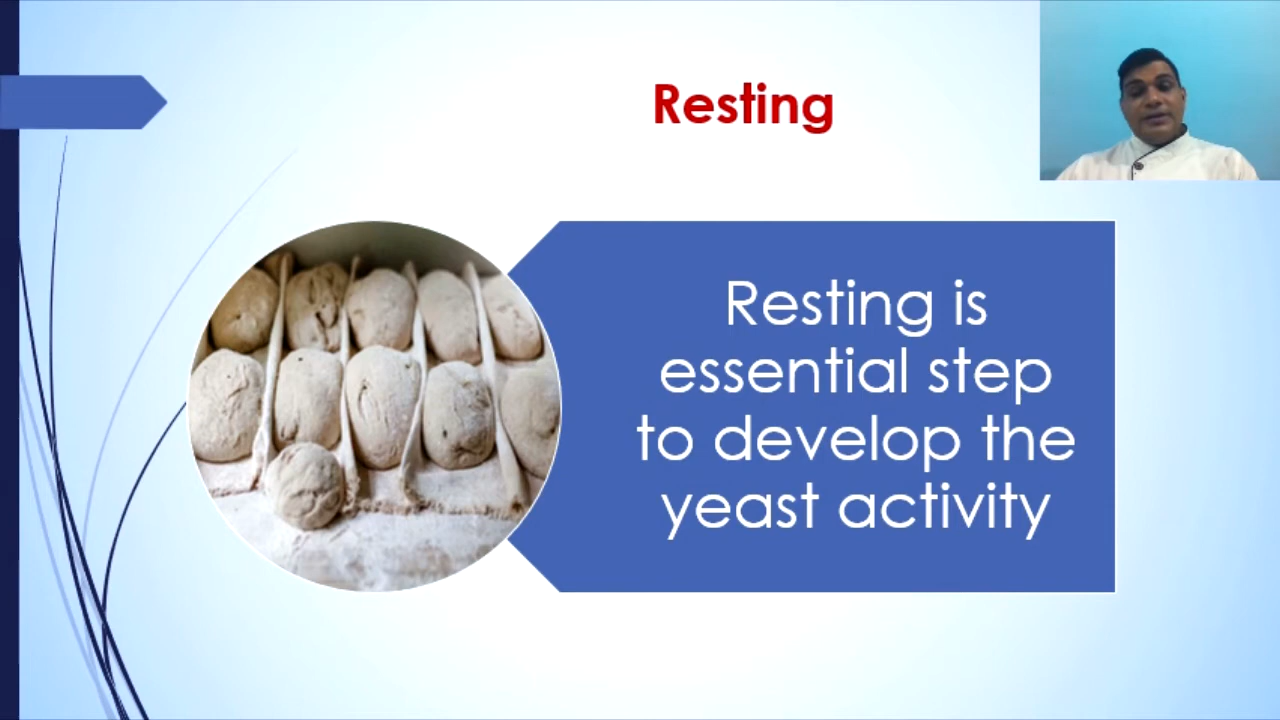 Resting
Resting is
essential step
to develop the
yeast activity